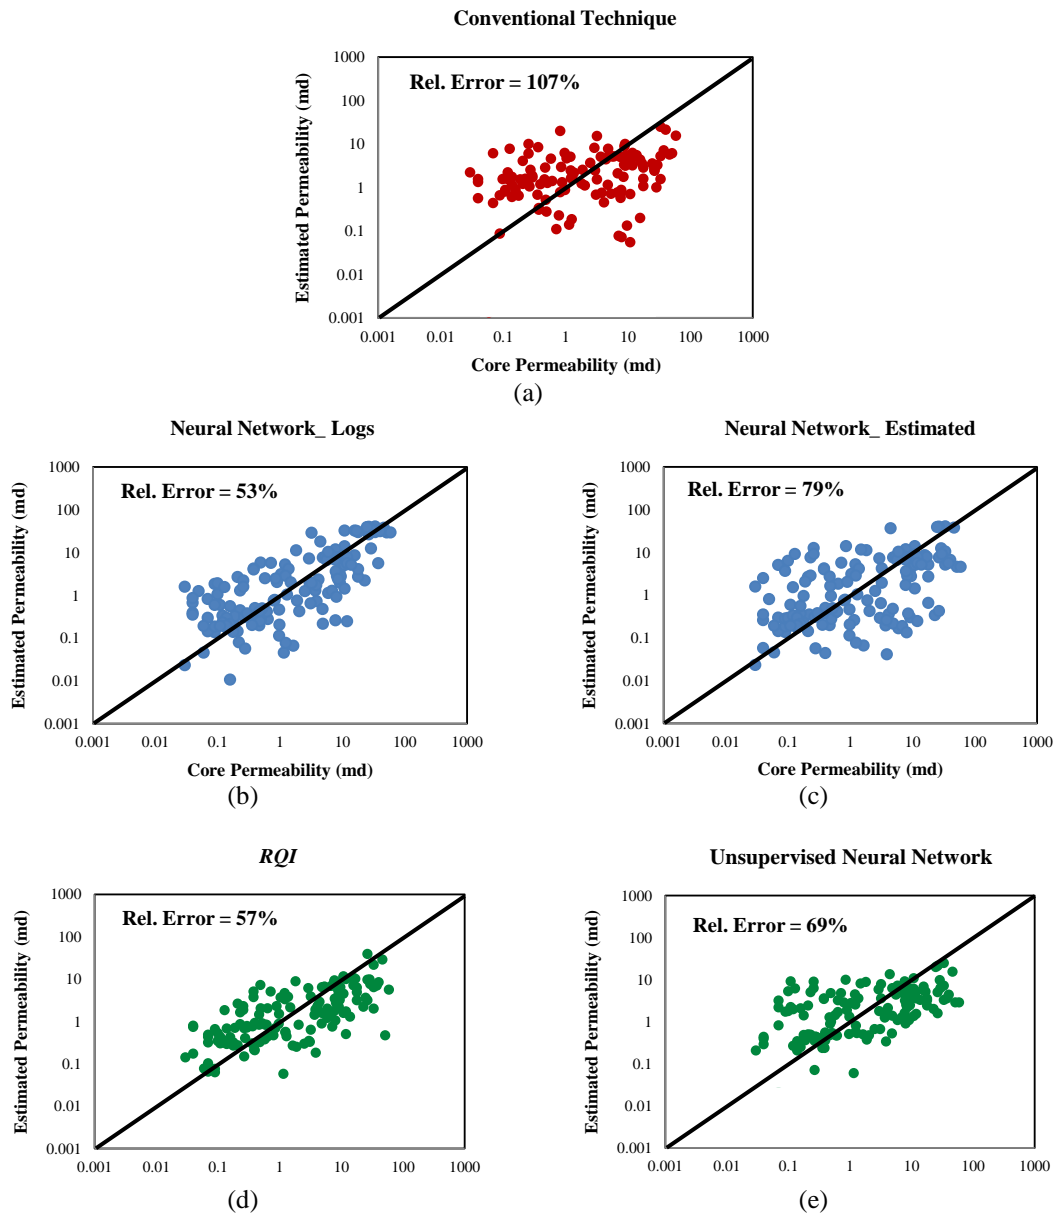 Conventional Technique
Rel. Error = 107%
Estimated Permeability (md)
1000
100
10
1
0.1
0.01
0.001
0.001 0.01 0.1 1 10 100 1000
Core Permeability (md)
(a)
Neural Network_ Logs
Rel. Error = 53%
Estimated Permeability (md)
1000
100
10
1
0.1
0.01
0.001
0.001 0.01 0.1 1 10 100 1000
Core Permeability (md)
(b)
Neural Network_ Estimated
Rel. Error = 79%
Estimated Permeability (md)
1000
100
10
1
0.1
0.01
0.001
0.001 0.01 0.1 1 10 100 1000
Core Permeability (md)
(c)
RQI
Rel. Error = 57%
Estimated Permeability (md)
1000
100
10
1
0.1
0.01
0.001
0.001 0.01 0.1 1 10 100 1000
(d)
Unsupervised Neural Network
Rel. Error = 69%
Estimated Permeability (md)
1000
100
10
1
0.1
0.01
0.001
0.001 0.01 0.1 1 10 100 1000
(e)